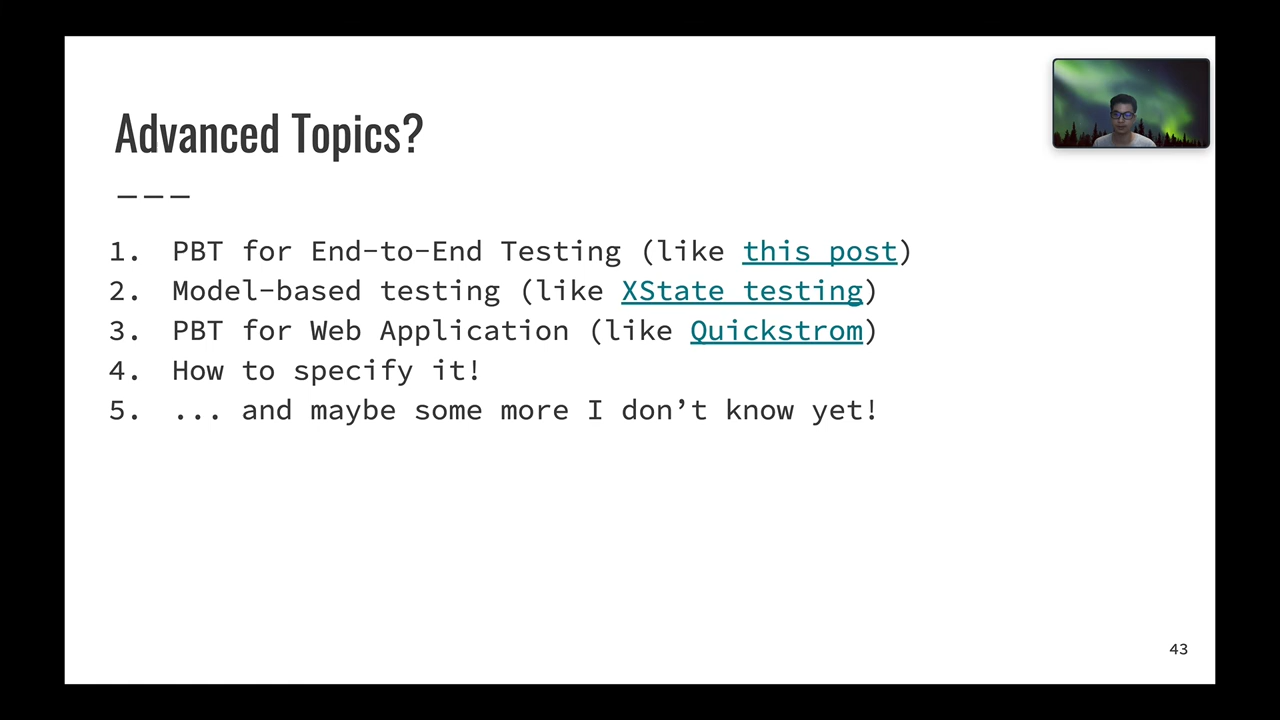 Advanced Topics?
1. PBT for End-to-End Testing (like this post)
2. Model-based testing (like XState testing)
3. PBT for Web Application (like Quickstrom)
4. How to specify it!
5. ... and maybe some more I don’t know yet!
43